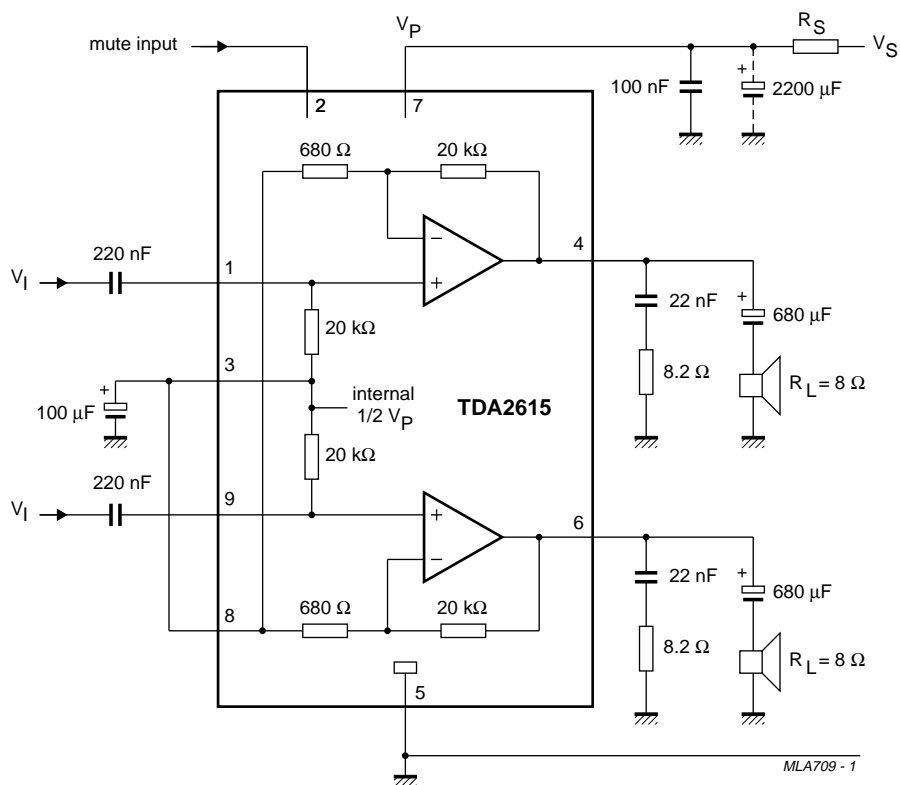 mute input
V_P
R_S
V_S
2
7
100 nF
+
2200 µF
680 Ω
20 kΩ
−
+
4
220 nF
V_I
1
20 kΩ
22 nF
+
680 µF
8.2 Ω
R_L = 8 Ω
3
+
100 µF
internal
1/2 V_P
TDA2615
20 kΩ
220 nF
V_I
9
+
−
6
22 nF
+
680 µF
8
680 Ω
20 kΩ
8.2 Ω
R_L = 8 Ω
5
MLA709 - 1